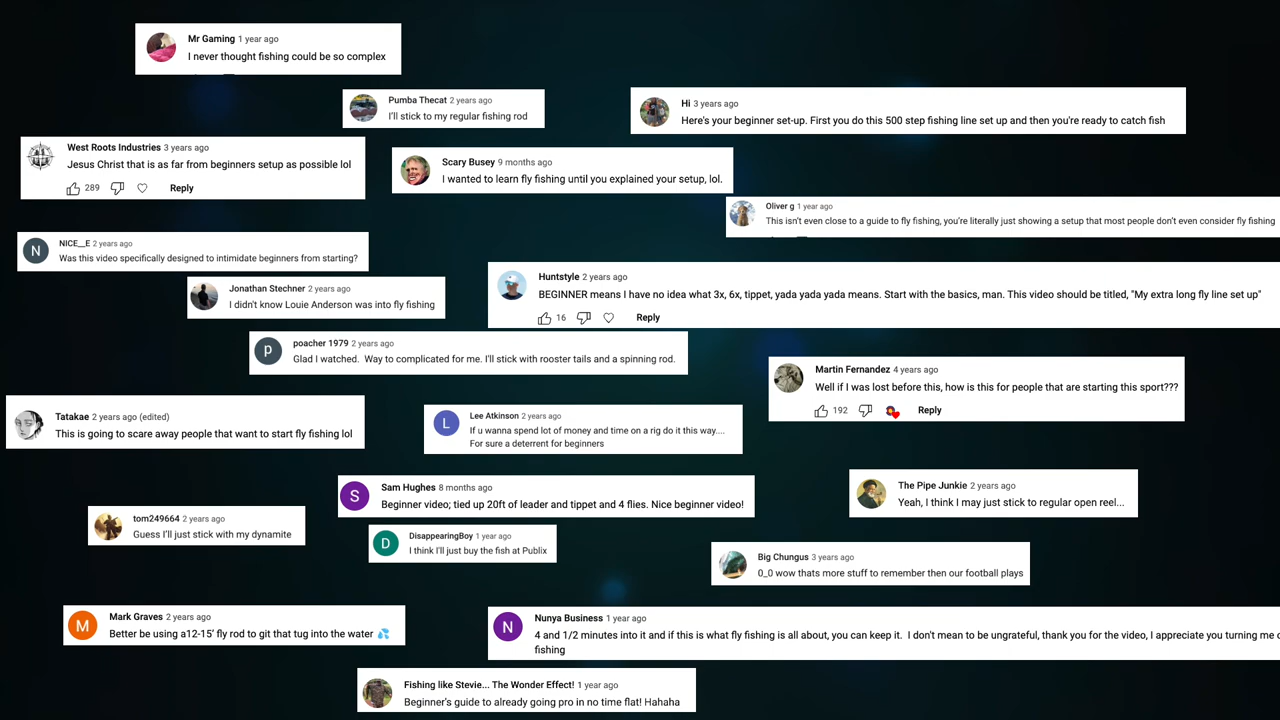 Mr Gaming 1 year ago
I never thought fishing could be so complex
Pumba Thecat 2 years ago
I'll stick to my regular fishing rod
Hi 3 years ago
Here's your beginner set-up. First you do this 500 step fishing line set up and then you're ready to catch fish
West Roots Industries 3 years ago
Jesus Christ that is as far from beginners setup as possible lol
289 Reply
Scary Busey 9 months ago
I wanted to learn fly fishing until you explained your setup, lol.
Oliver g 1 year ago
This isn't even close to a guide to fly fishing, you're literally just showing a setup that most people don't even consider fly fishing
N
NICE__E 2 years ago
Was this video specifically designed to intimidate beginners from starting?
Jonathan Stechner 2 years ago
I didn't know Louie Anderson was into fly fishing
Huntstyle 2 years ago
BEGINNER means I have no idea what 3x, 6x, tippet, yada yada yada means. Start with the basics, man. This video should be titled, "My extra long fly line set up"
16 Reply
p
poacher 1979 2 years ago
Glad I watched. Way to complicated for me. I'll stick with rooster tails and a spinning rod.
Martin Fernandez 4 years ago
Well if I was lost before this, how is this for people that are starting this sport???
192 Reply
Tatakae 2 years ago (edited)
This is going to scare away people that want to start fly fishing lol
L
Lee Atkinson 2 years ago
If u wanna spend lot of money and time on a rig do it this way....
For sure a deterrent for beginners
S
Sam Hughes 8 months ago
Beginner video; tied up 20ft of leader and tippet and 4 flies. Nice beginner video!
The Pipe Junkie 2 years ago
Yeah, I think I may just stick to regular open reel...
tom249664 2 years ago
Guess I'll just stick with my dynamite
D
DisappearingBoy 1 year ago
I think I'll just buy the fish at Publix
Big Chungus 3 years ago
0_0 wow thats more stuff to remember then our football plays
M
Mark Graves 2 years ago
Better be using a12-15' fly rod to git that tug into the water 💦
N
Nunya Business 1 year ago
4 and 1/2 minutes into it and if this is what fly fishing is all about, you can keep it. I don't mean to be ungrateful, thank you for the video, I appreciate you turning me
fishing
Fishing like Stevie... The Wonder Effect! 1 year ago
Beginner's guide to already going pro in no time flat! Hahaha